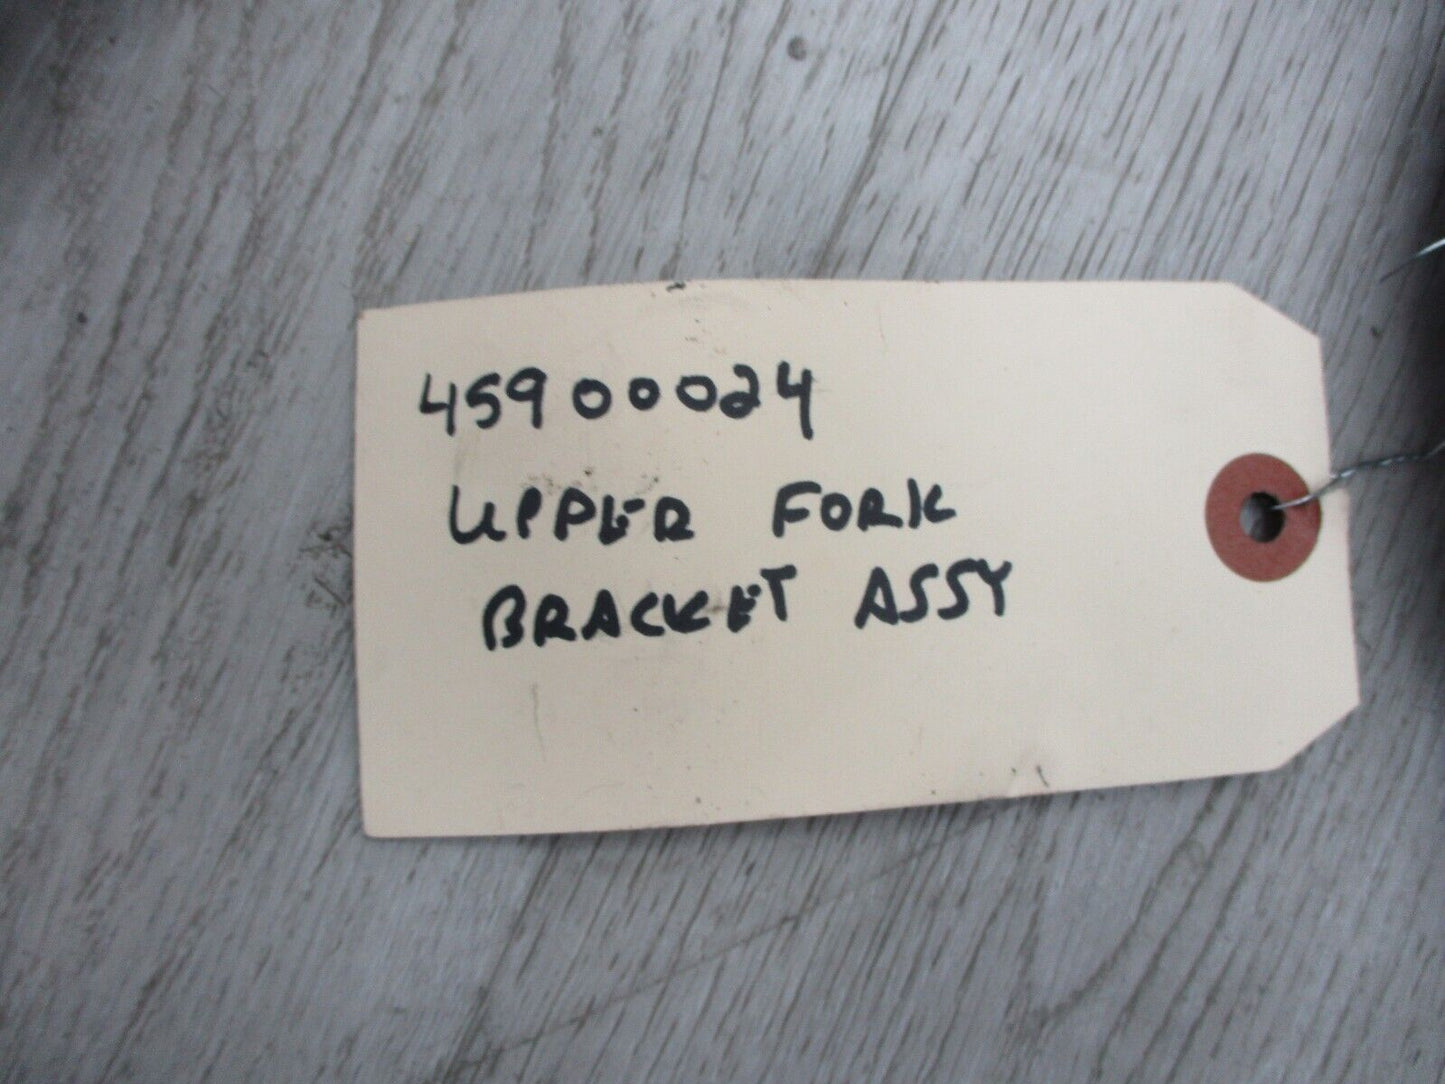 45900024
UPPER FORK
BRACKET ASSY